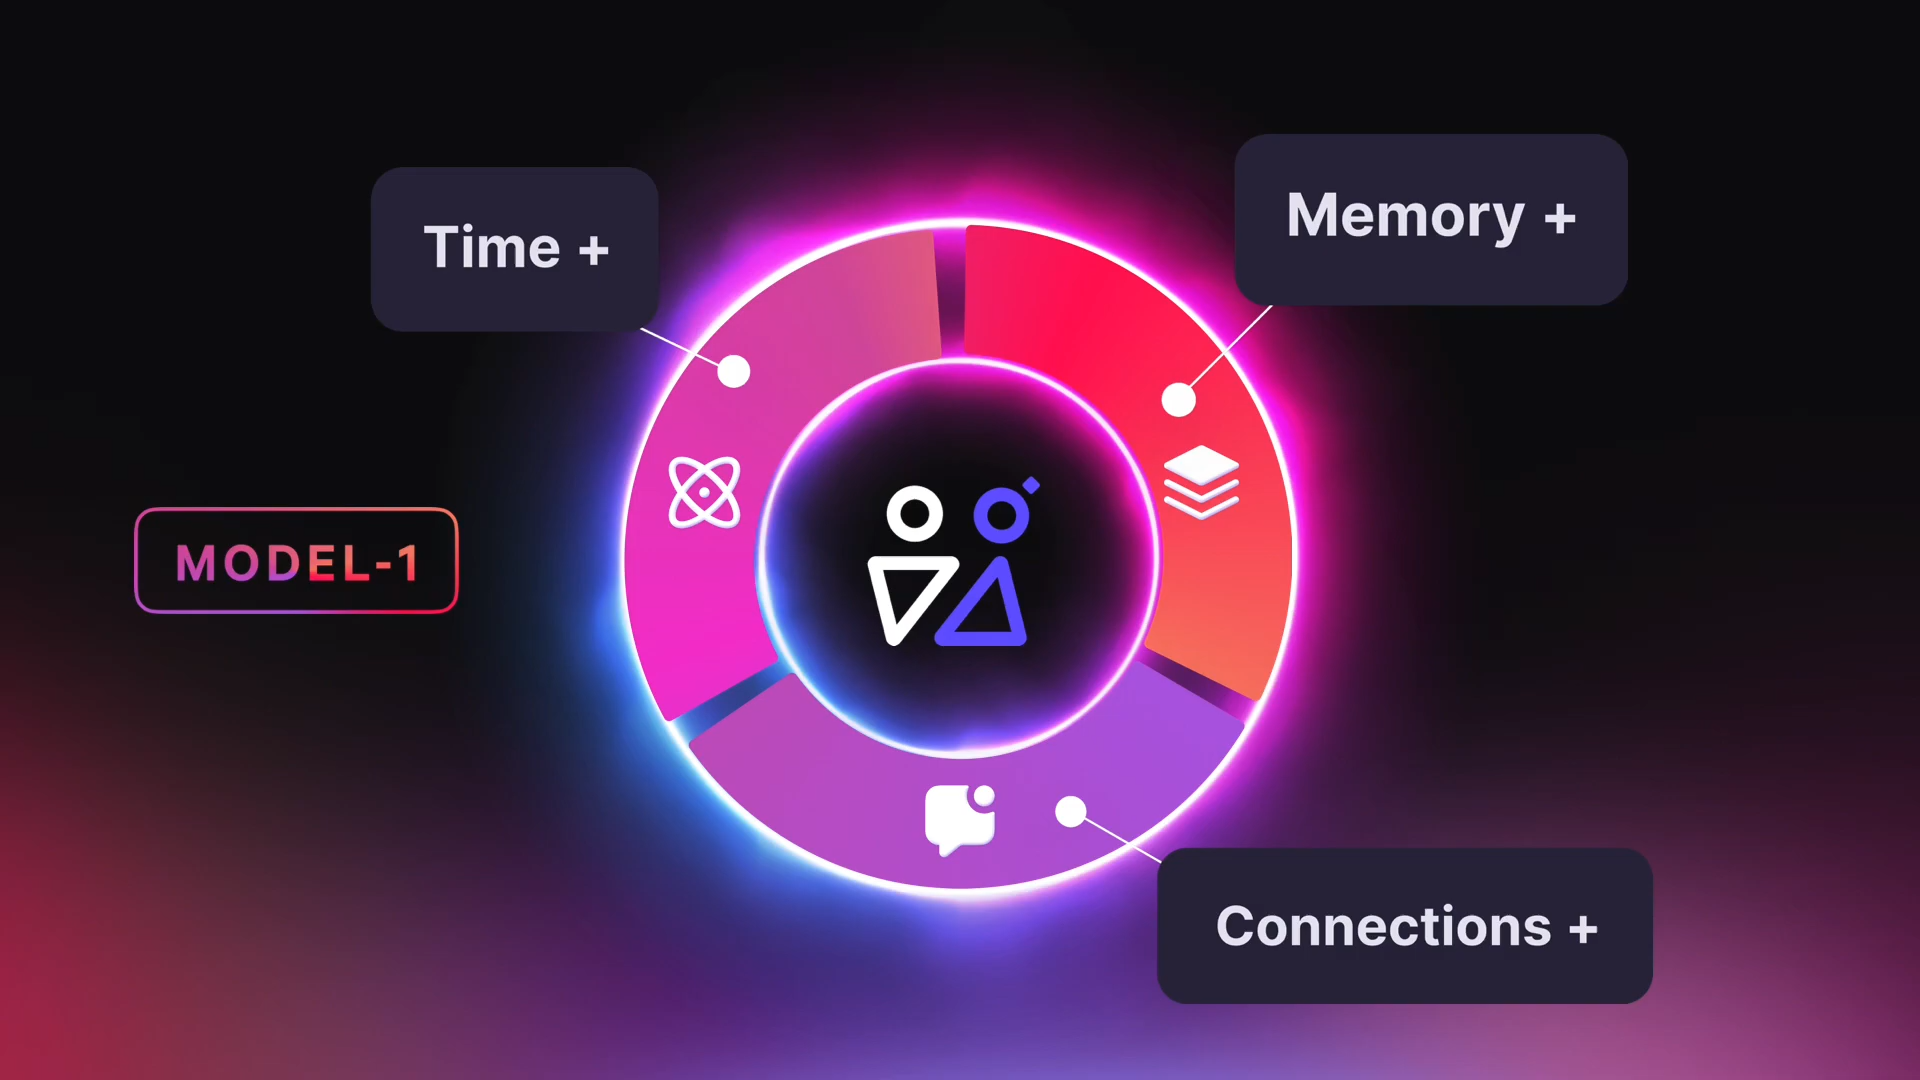 Time +
Memory +
MODEL-1
Connections +